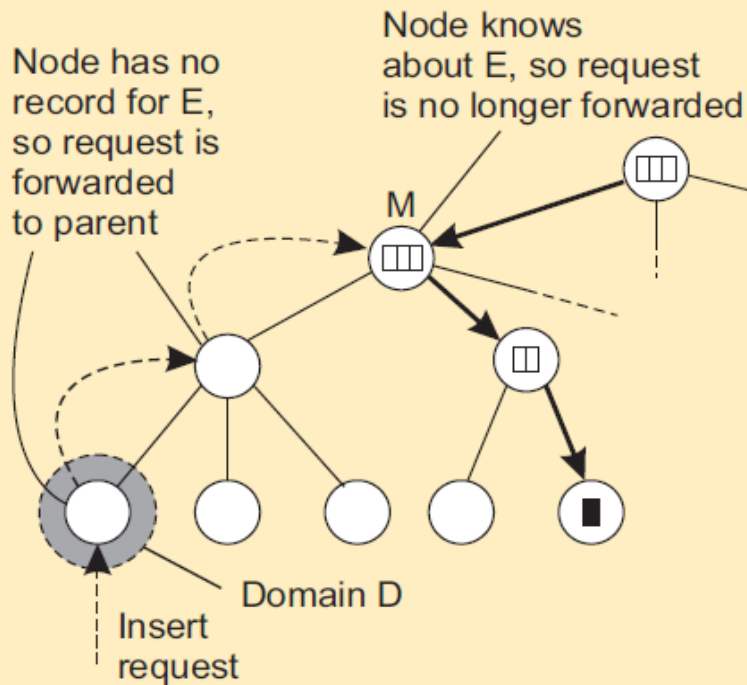 Node has no
record for E,
so request is
forwarded
to parent
Node knows
about E, so request
is no longer forwarded
M
Domain D
Insert
request